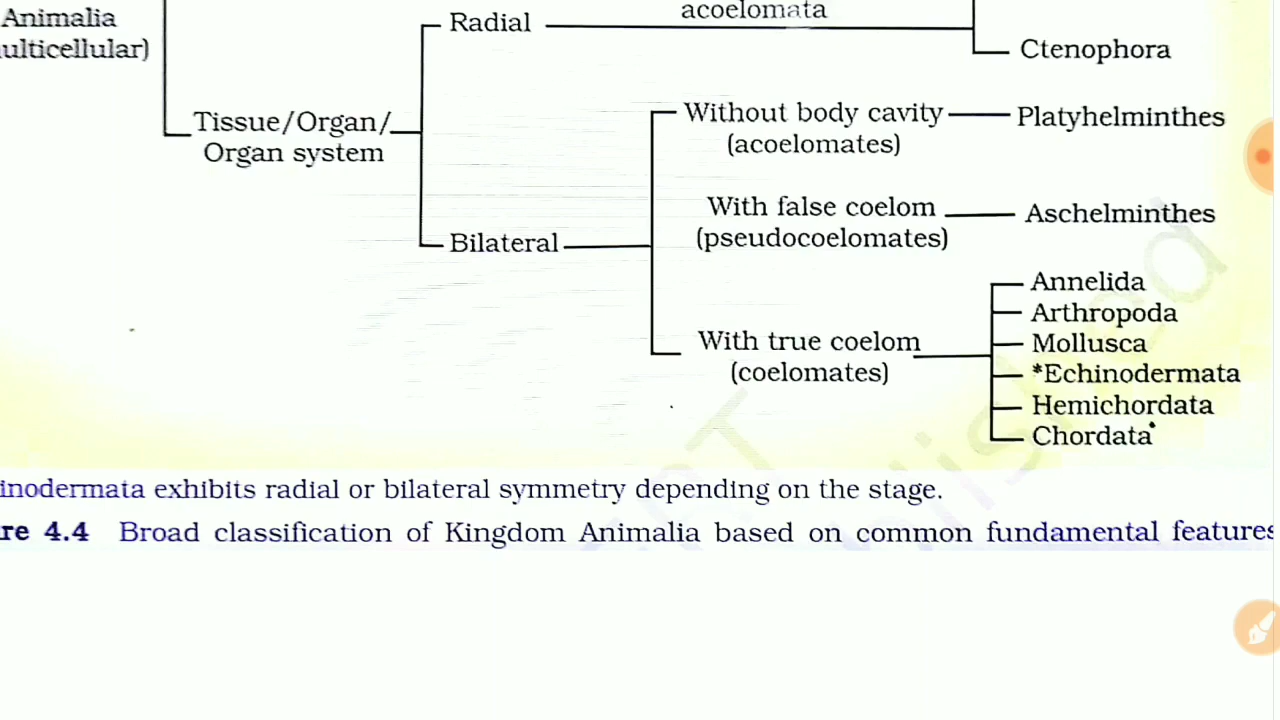 Animalia
ulticellular)
Radial
acoelomata
Ctenophora
Tissue/Organ/
Organ system
Without body cavity
(acoelomates)
Platyhelminthes
With false coelom
(pseudocoelomates)
Aschelminthes
Bilateral
With true coelom
(coelomates)
Annelida
Arthropoda
Mollusca
*Echinodermata
Hemichordata
Chordata
inodermata exhibits radial or bilateral symmetry depending on the stage.
re 4.4 Broad classification of Kingdom Animalia based on common fundamental features